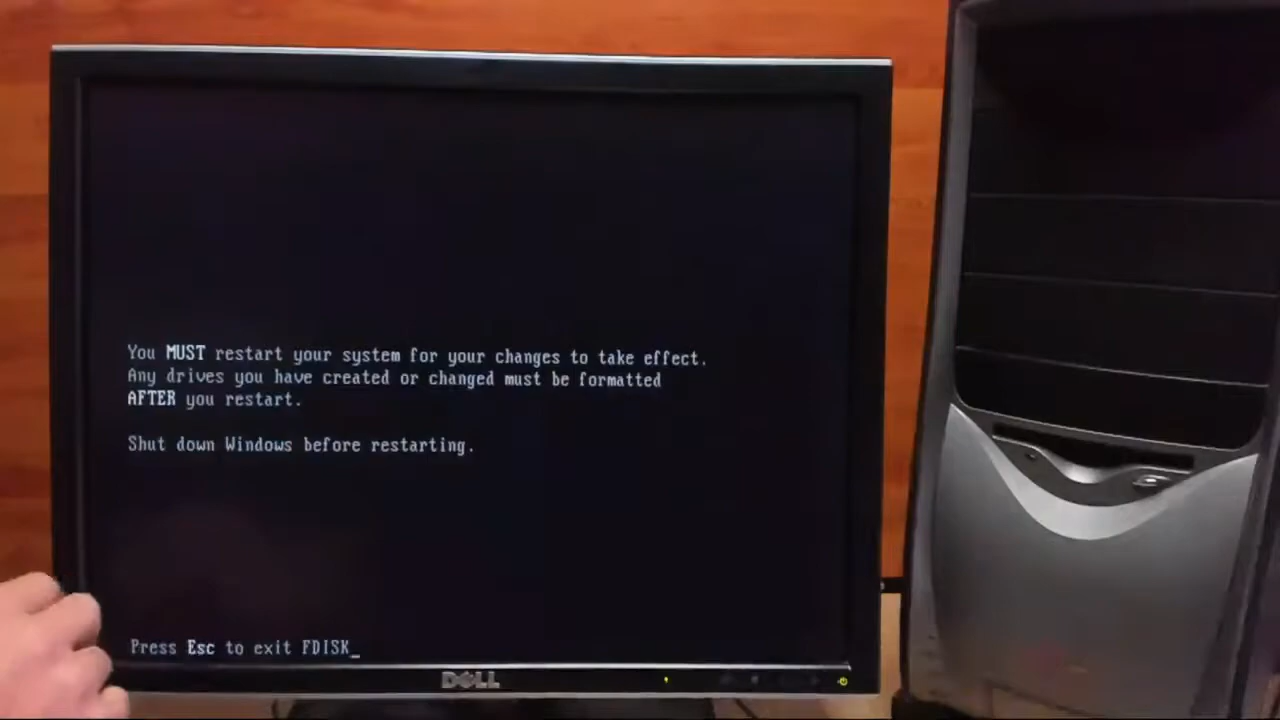 You MUST restart your system for your changes to take effect.
Any drives you have created or changed must be formatted
AFTER you restart.
Shut down Windows before restarting.
Press Esc to exit FDISK_
DELL